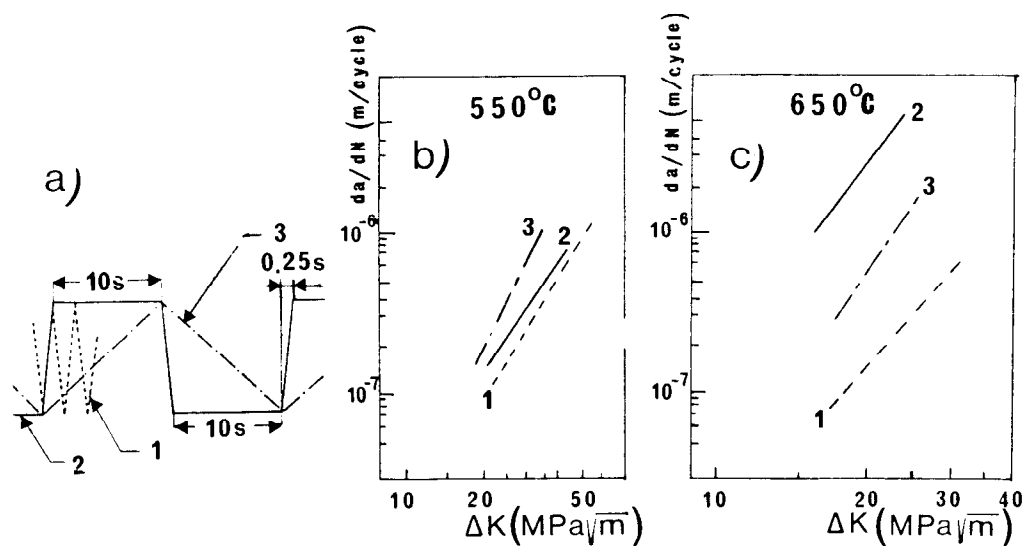 a)
10s
3
0,25s
10s
2
1
da/dN (m/cycle)
550°C
b)
10⁻⁶
10⁻⁷
3
2
1
10
20
50
ΔK(MPa√m)
da/dN (m/cycle)
650°C
c)
10⁻⁶
10⁻⁷
2
3
1
10
20
30
40
ΔK(MPa√m)